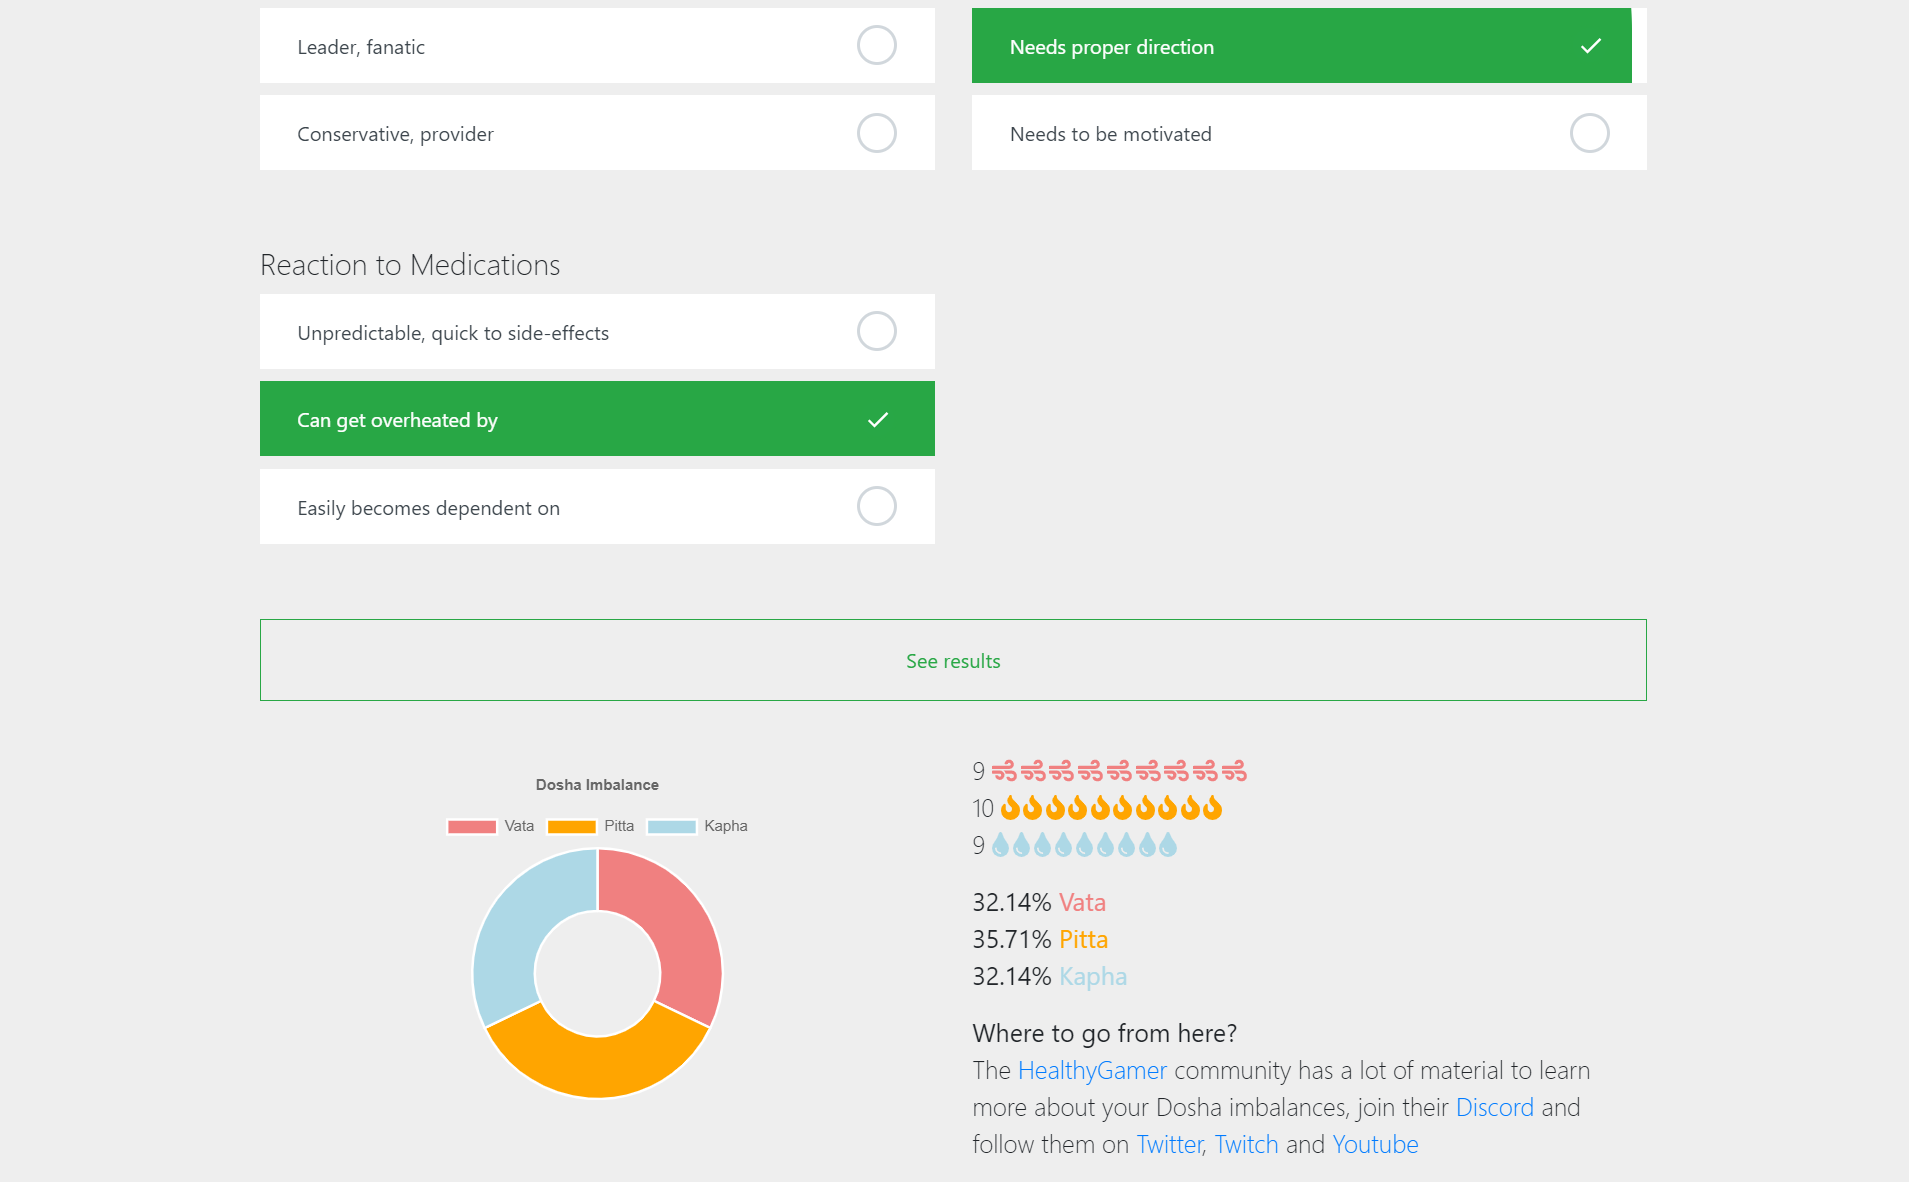 Leader, fanatic
Needs proper direction
Conservative, provider
Needs to be motivated
Reaction to Medications
Unpredictable, quick to side-effects
Can get overheated by
Easily becomes dependent on
See results
Dosha Imbalance
Vata Pitta Kapha
9
10
9
32.14% Vata
35.71% Pitta
32.14% Kapha
Where to go from here?
The HealthyGamer community has a lot of material to learn
more about your Dosha imbalances, join their Discord and
follow them on Twitter, Twitch and Youtube